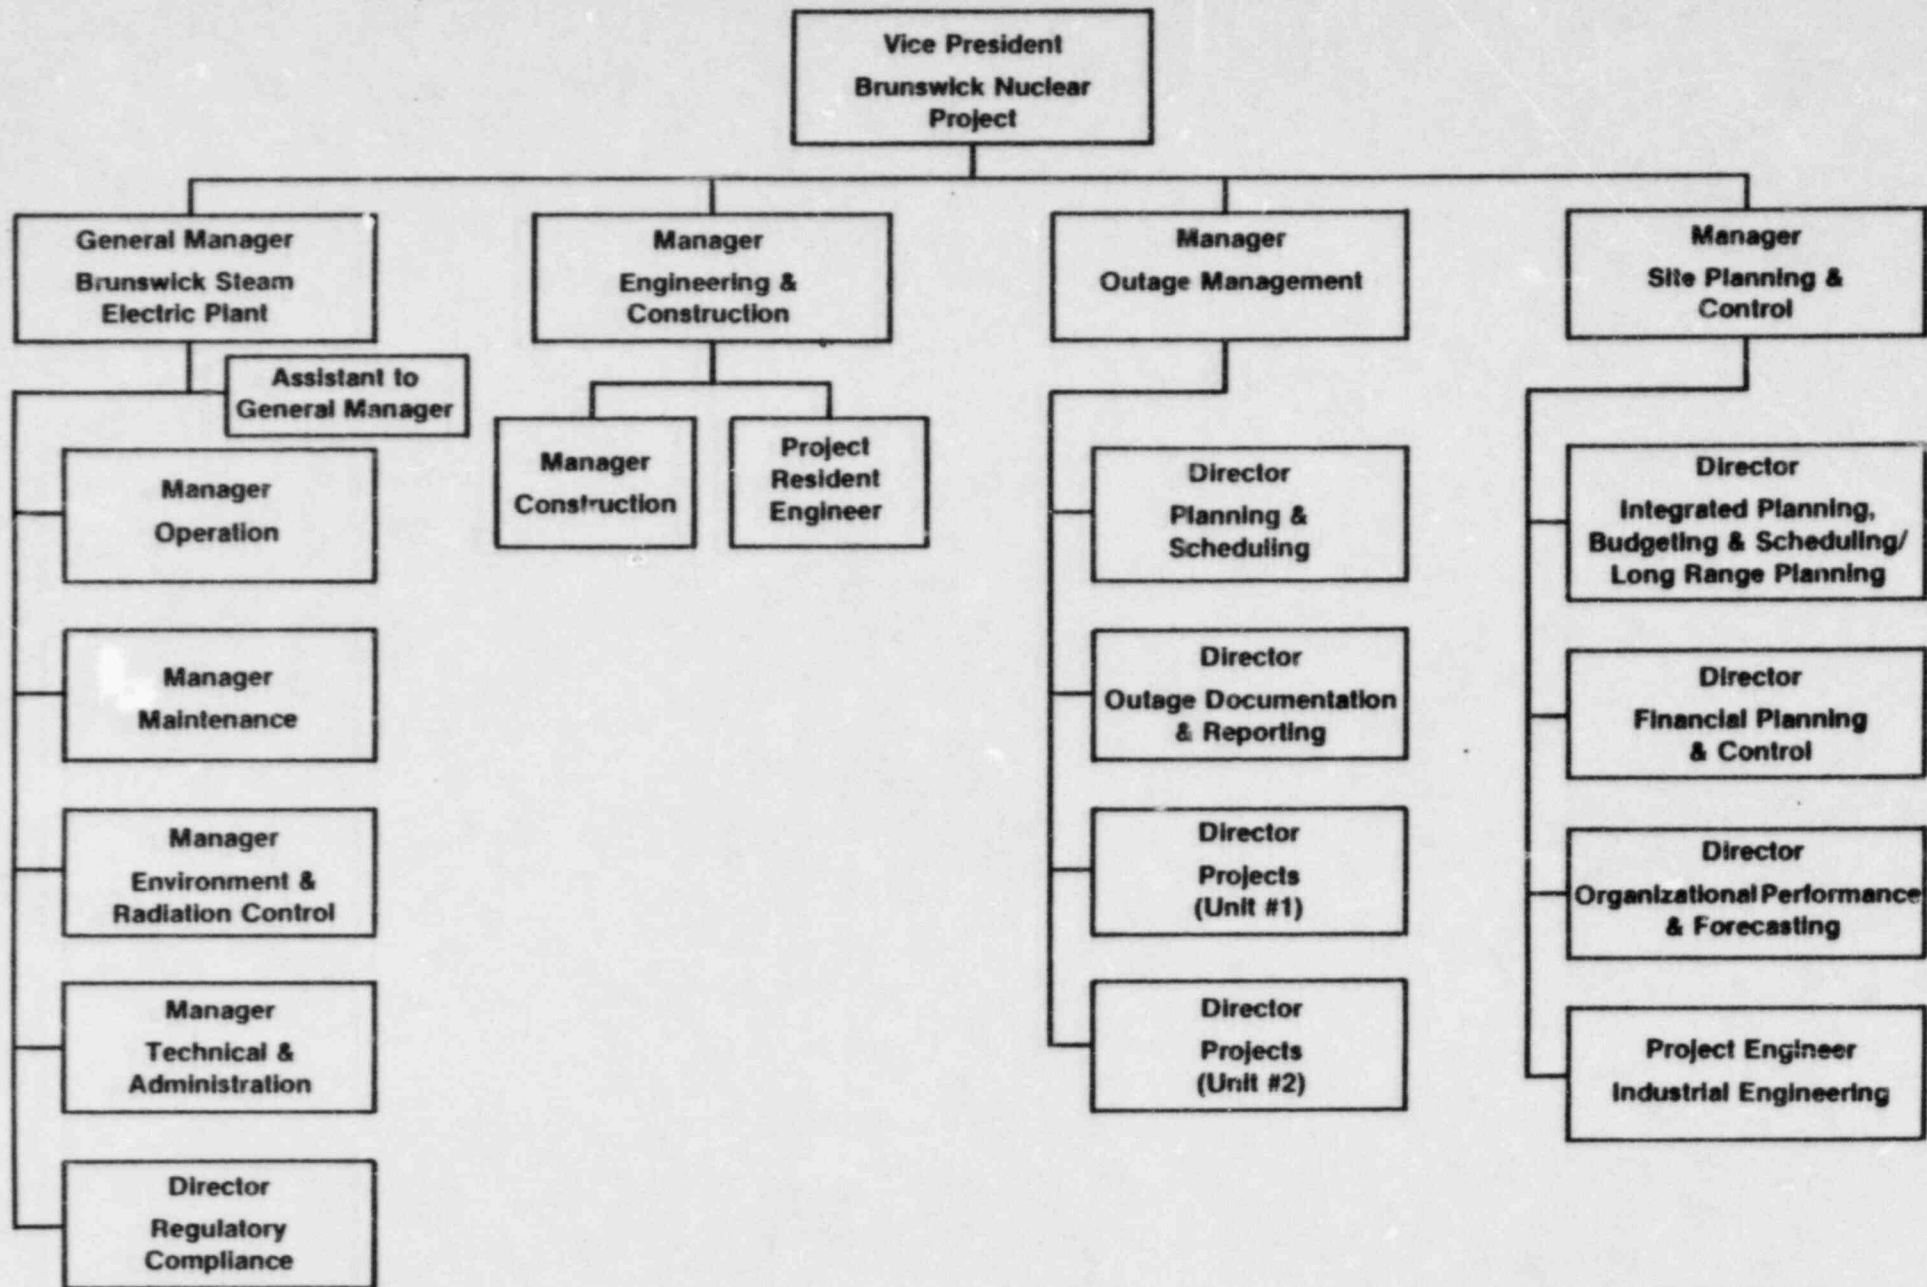 Vice President
Brunswick Nuclear
Project
General Manager
Brunswick Steam
Electric Plant
Assistant to
General Manager
Manager
Operation
Manager
Maintenance
Manager
Environment &
Radiation Control
Manager
Technical &
Administration
Director
Regulatory
Compliance
Manager
Engineering &
Construction
Manager
Construction
Project
Resident
Engineer
Manager
Outage Management
Director
Planning &
Scheduling
Director
Outage Documentation
& Reporting
Director
Projects
(Unit #1)
Director
Projects
(Unit #2)
Manager
Site Planning &
Control
Director
Integrated Planning,
Budgeting & Scheduling/
Long Range Planning
Director
Financial Planning
& Control
Director
Organizational Performance
& Forecasting
Project Engineer
Industrial Engineering